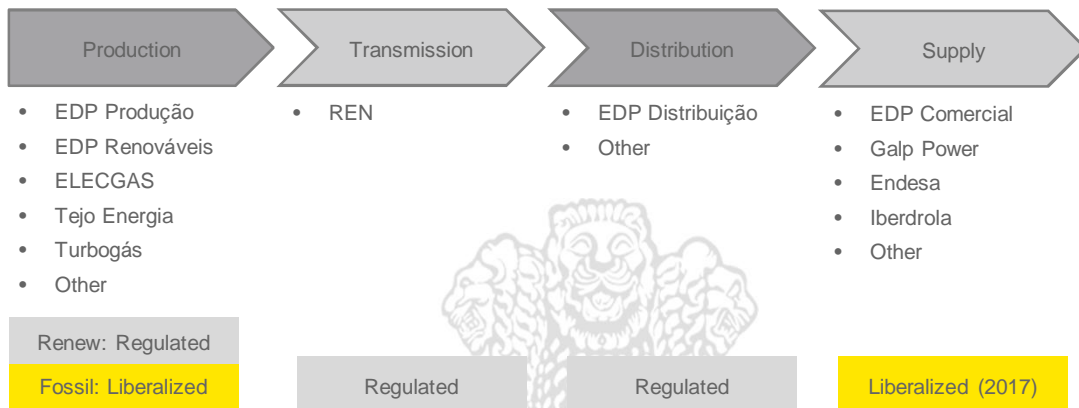 Production
Transmission
Distribution
Supply
• EDP Produção
• EDP Renováveis
• ELECGAS
• Tejo Energia
• Turbogás
• Other
• REN
• EDP Distribuição
• Other
• EDP Comercial
• Galp Power
• Endesa
• Iberdrola
• Other
Renew: Regulated
Fossil: Liberalized
Regulated
Regulated
Liberalized (2017)